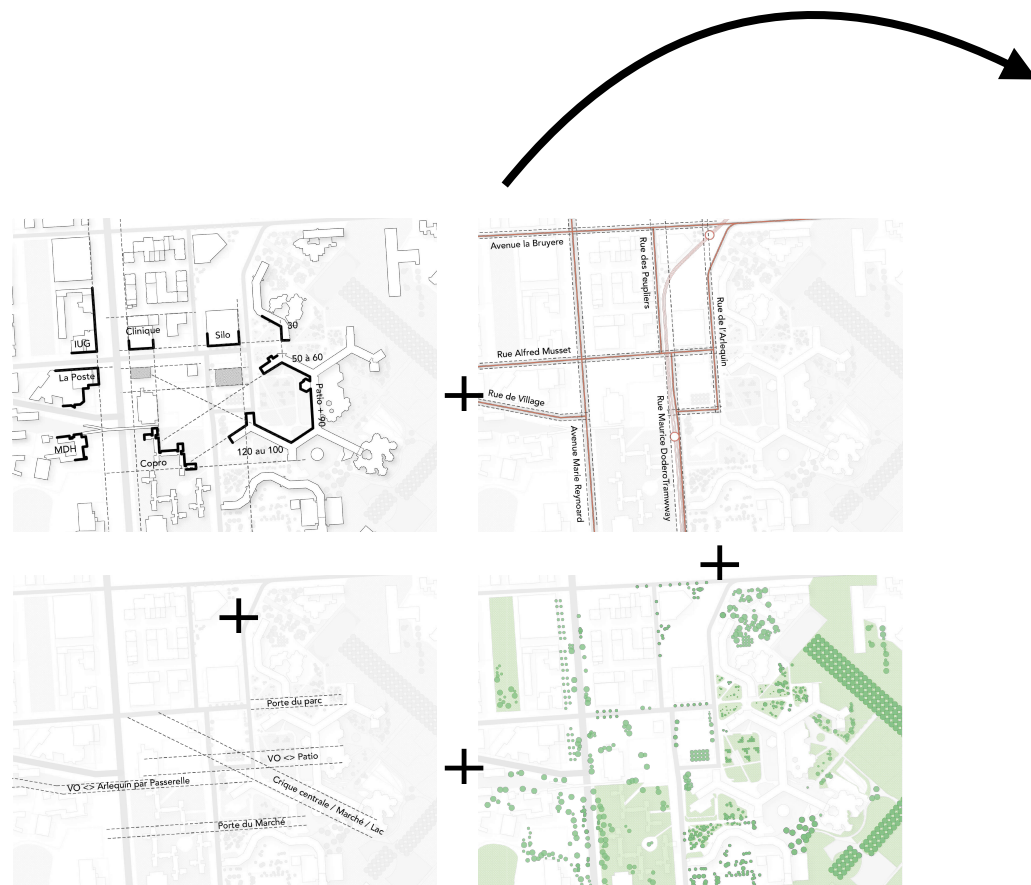 30
Clinique
Silo
IUG
50 à 60
La Poste
Patio + 90
MDH
Copro
120 au 100
Avenue la Bruyere
Rue des Peupliers
Rue de l'Arlequin
Rue Alfred Musset
Rue de Village
Avenue Marie Reynoard
Rue Maurice DoderoTramwway
Porte du parc
VO <> Patio
VO <> Arlequin par Passerelle
Crique centrale / Marché / Lac
Porte du Marché